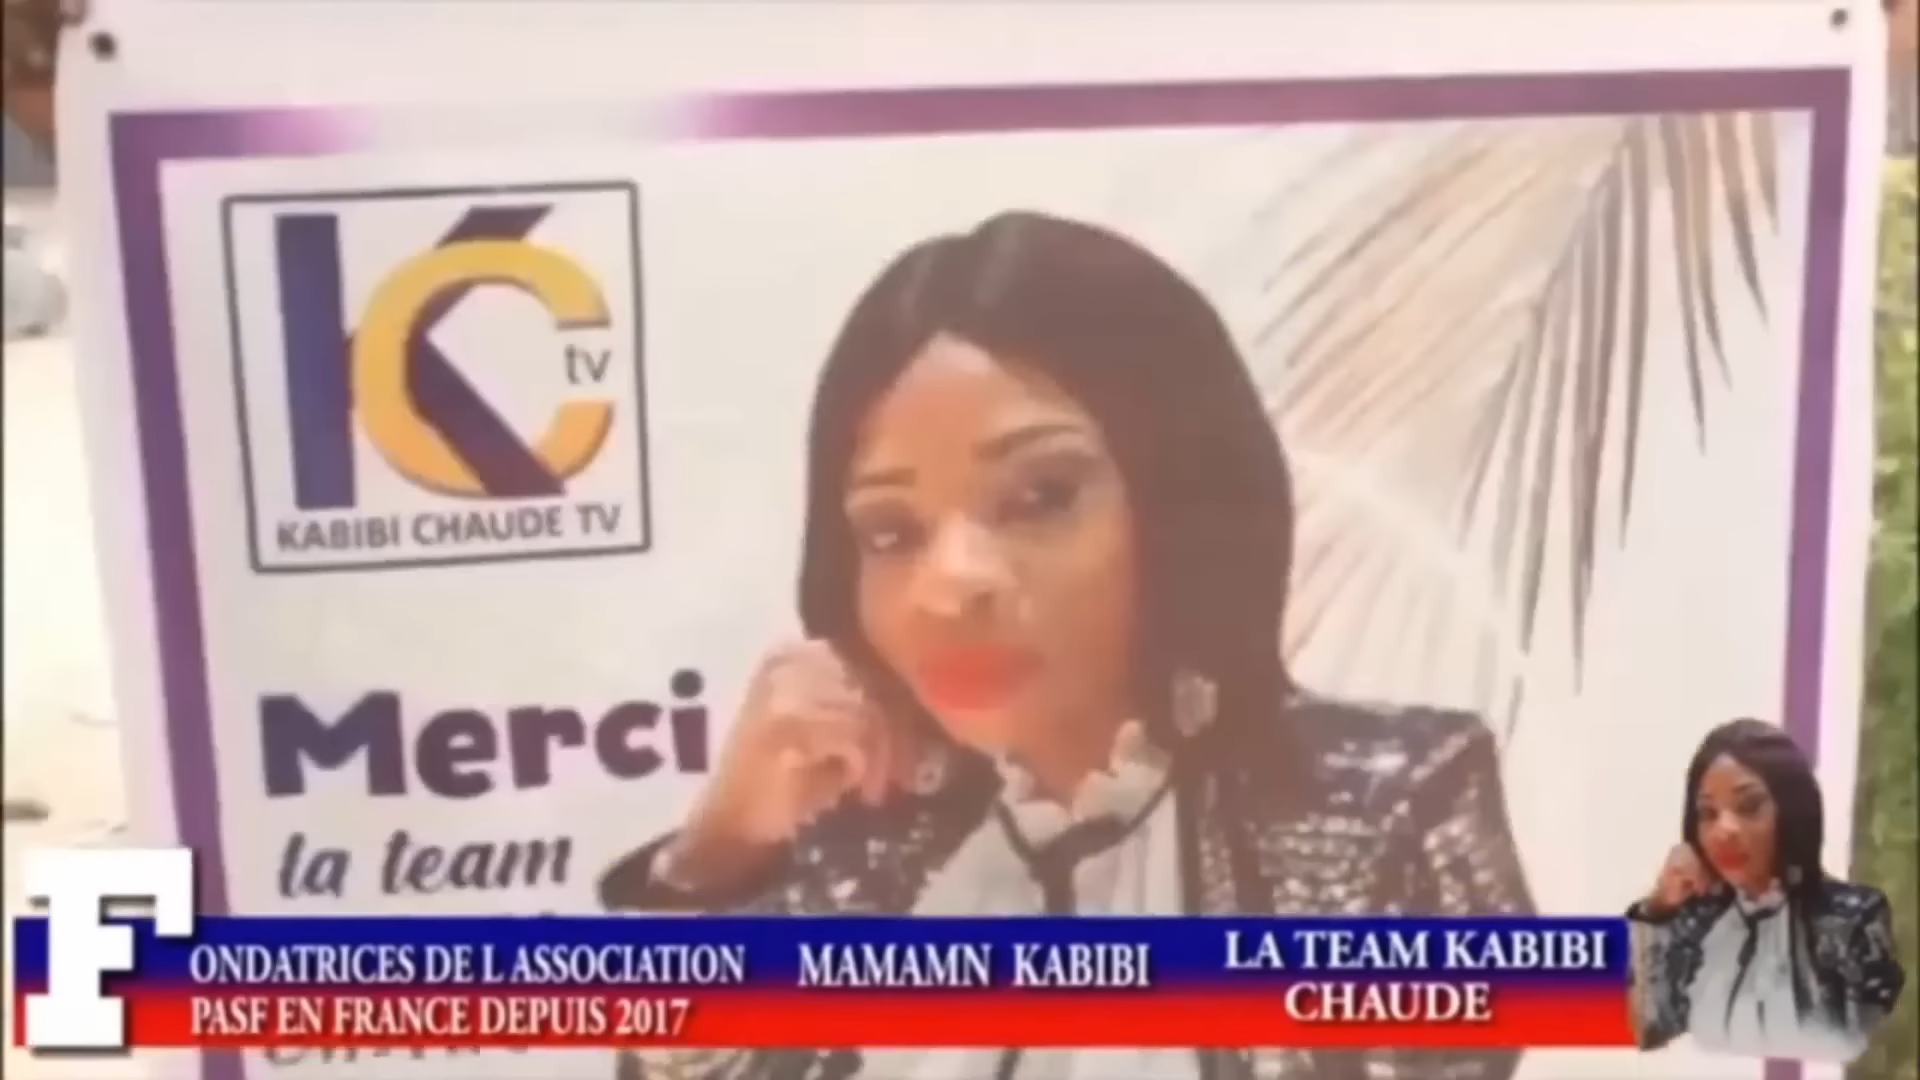 KC
tv
KABIBI CHAUDE TV
Merci
la team
FONDATRICES DE L ASSOCIATION
PASF EN FRANCE DEPUIS 2017
MAMAMN KABIBI
LA TEAM KABIBI
CHAUDE